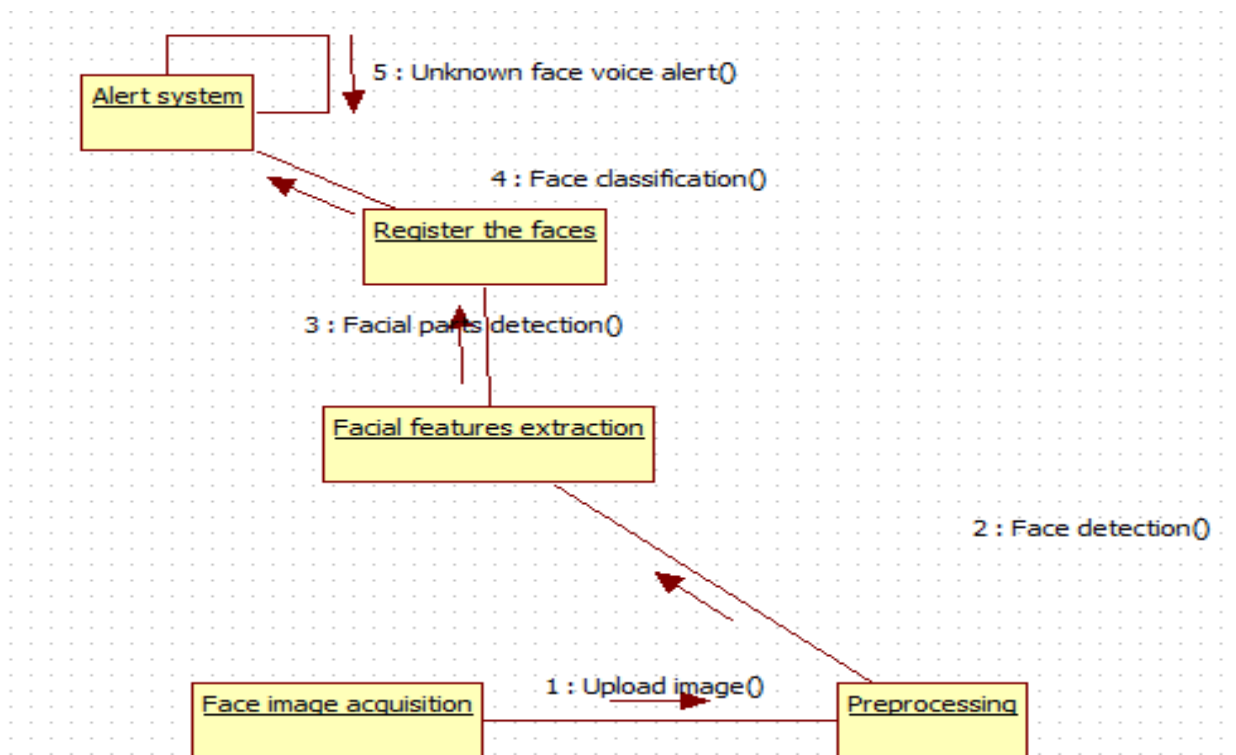 5 : Unknown face voice alert()
Alert system
4 : Face classification()
Register the faces
3 : Facial parts detection()
Facial features extraction
2 : Face detection()
1 : Upload image()
Face image acquisition
Preprocessing